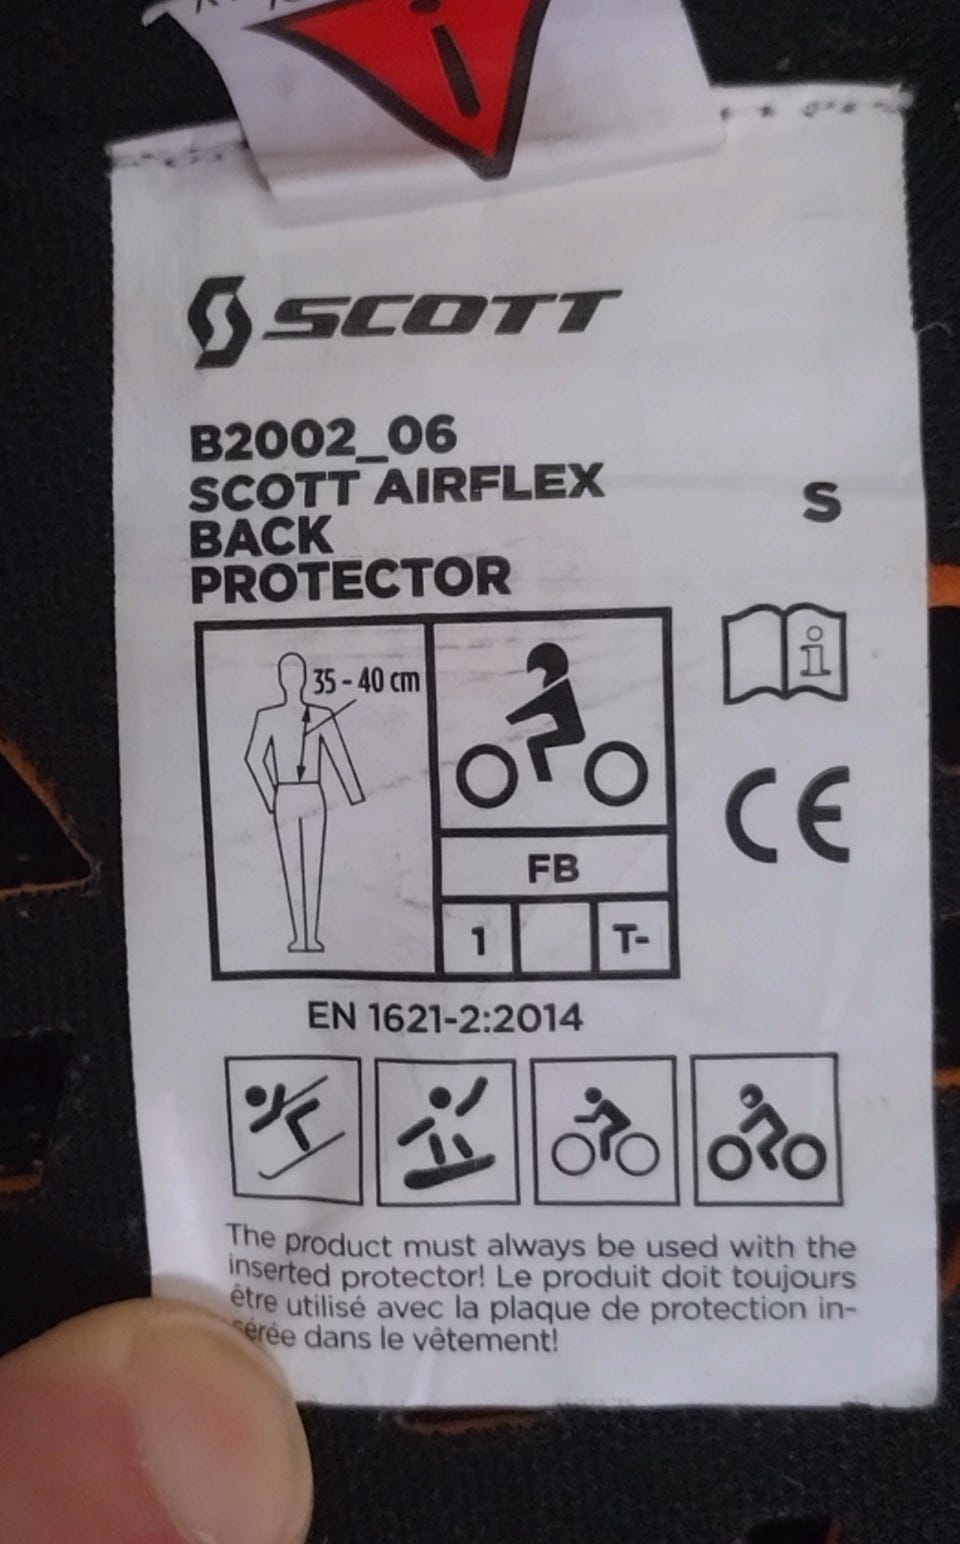 SCOTT
B2002_06
SCOTT AIRFLEX
BACK
PROTECTOR
S
35 - 40 cm
i
CE
FB
1
T-
EN 1621-2:2014
The product must always be used with the
inserted protector! Le produit doit toujours
être utilisé avec la plaque de protection in-
sérée dans le vêtement!